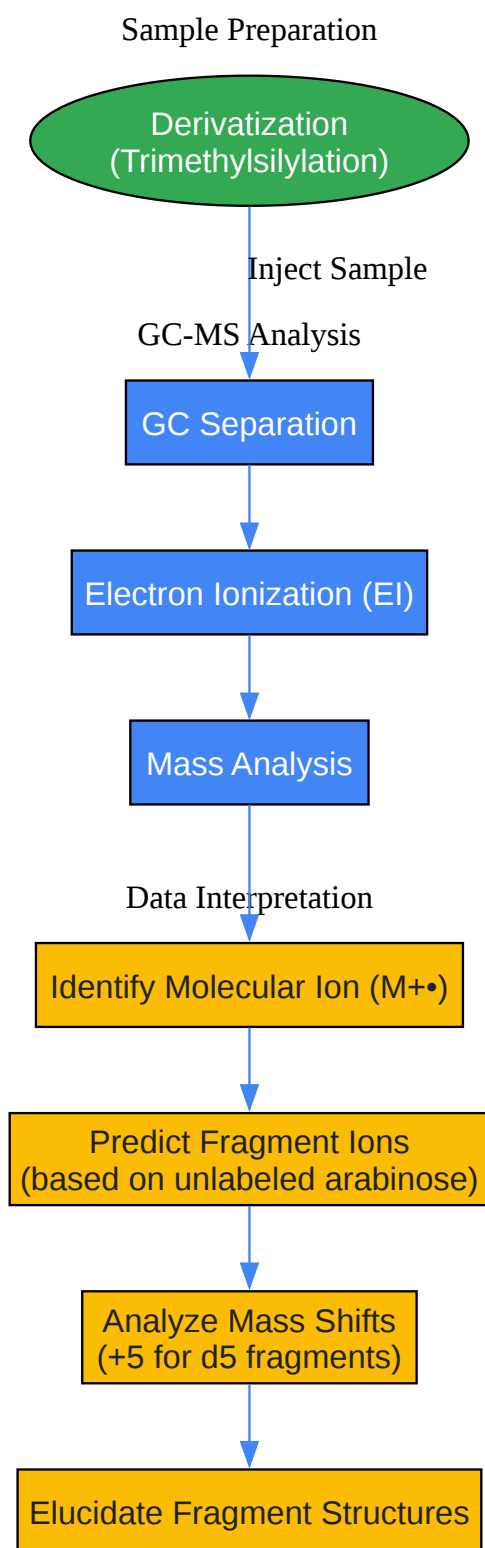 Sample Preparation
Derivatization
(Trimethylsilylation)
Inject Sample
GC-MS Analysis
GC Separation
Electron Ionization (EI)
Mass Analysis
Data Interpretation
Identify Molecular Ion (M+•)
Predict Fragment Ions
(based on unlabeled arabinose)
Analyze Mass Shifts
(+5 for d5 fragments)
Elucidate Fragment Structures